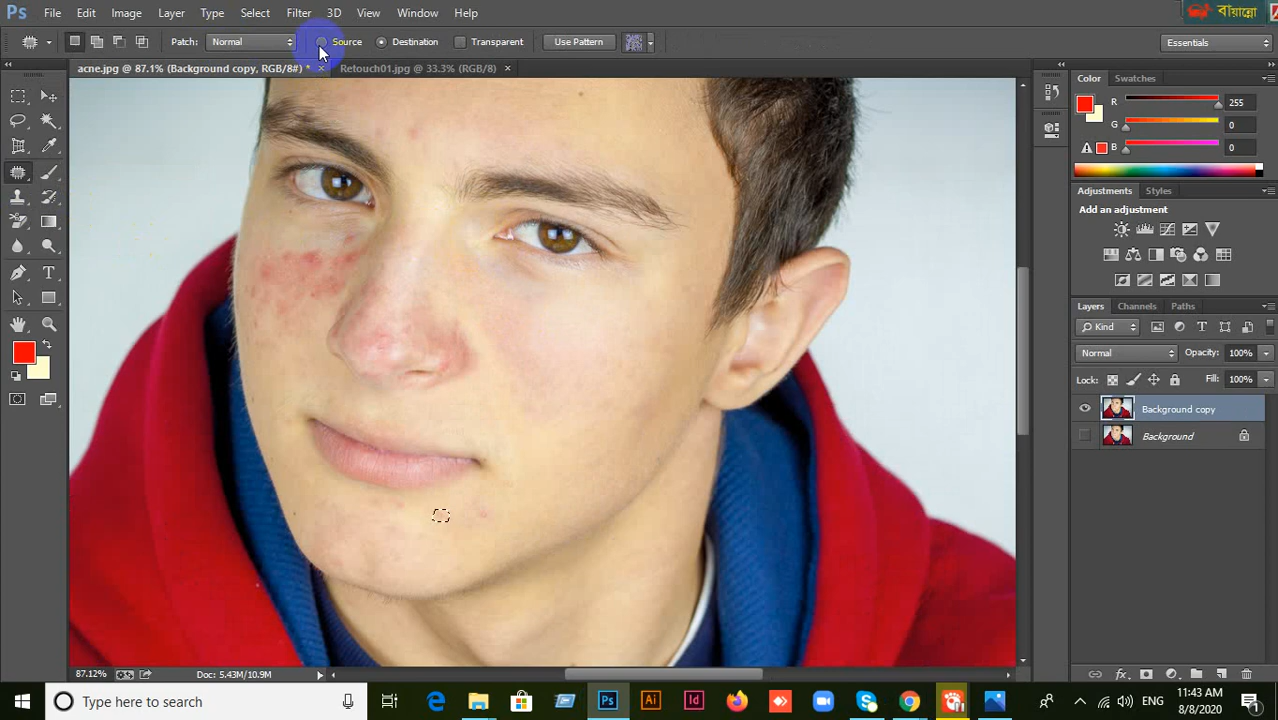 Ps File Edit Image Layer Type Select Filter 3D View Window Help
বায়ান্নো
Patch: Normal Source Destination Transparent Use Pattern Essentials
acne.jpg @ 87.1% (Background copy, RGB/8#) * × Retouch01.jpg @ 33.3% (RGB/8) ×
Color Swatches
R 255
G 0
B 0
Adjustments Styles
Add an adjustment
Layers Channels Paths
Kind
Normal Opacity: 100%
Lock: Fill: 100%
Background copy
Background
87.12% Doc: 5.43M/10.9M
Type here to search
ENG
11:43 AM
8/8/2020